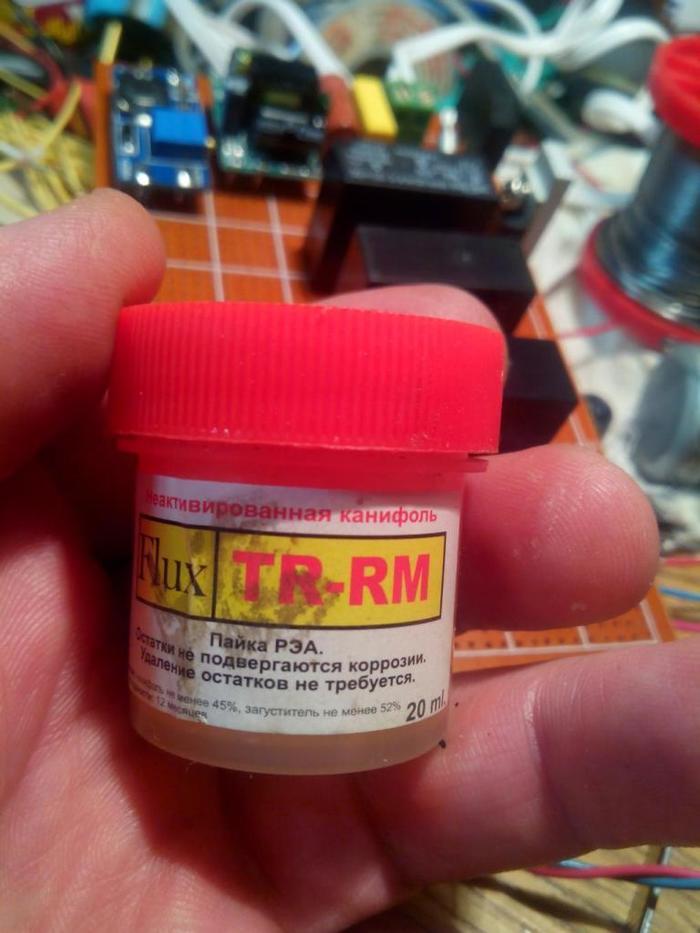 Неактивированная канифоль
Flux TR-RM
Пайка РЭА.
Остатки не подвергаются коррозии.
Удаление остатков не требуется.
канифоль не менее 45%, загуститель не менее 52%
12 месяцев
20 ml.